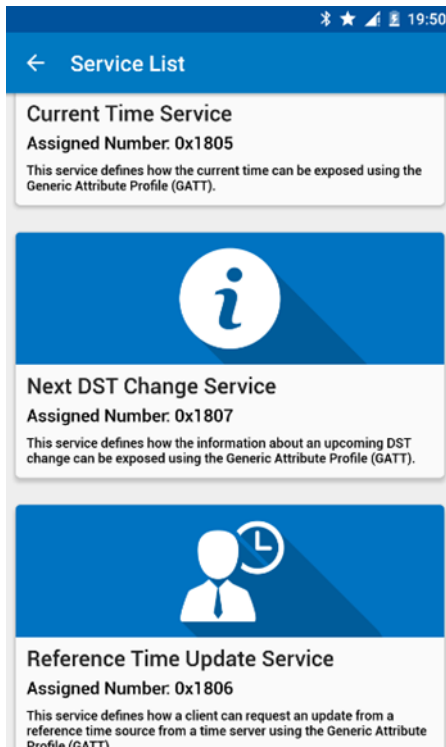 19:50
Service List
Current Time Service
Assigned Number: 0x1805
This service defines how the current time can be exposed using the
Generic Attribute Profile (GATT).
i
Next DST Change Service
Assigned Number: 0x1807
This service defines how the information about an upcoming DST
change can be exposed using the Generic Attribute Profile (GATT).
Reference Time Update Service
Assigned Number: 0x1806
This service defines how a client can request an update from a
reference time source from a time server using the Generic Attribute
Profile (GATT)